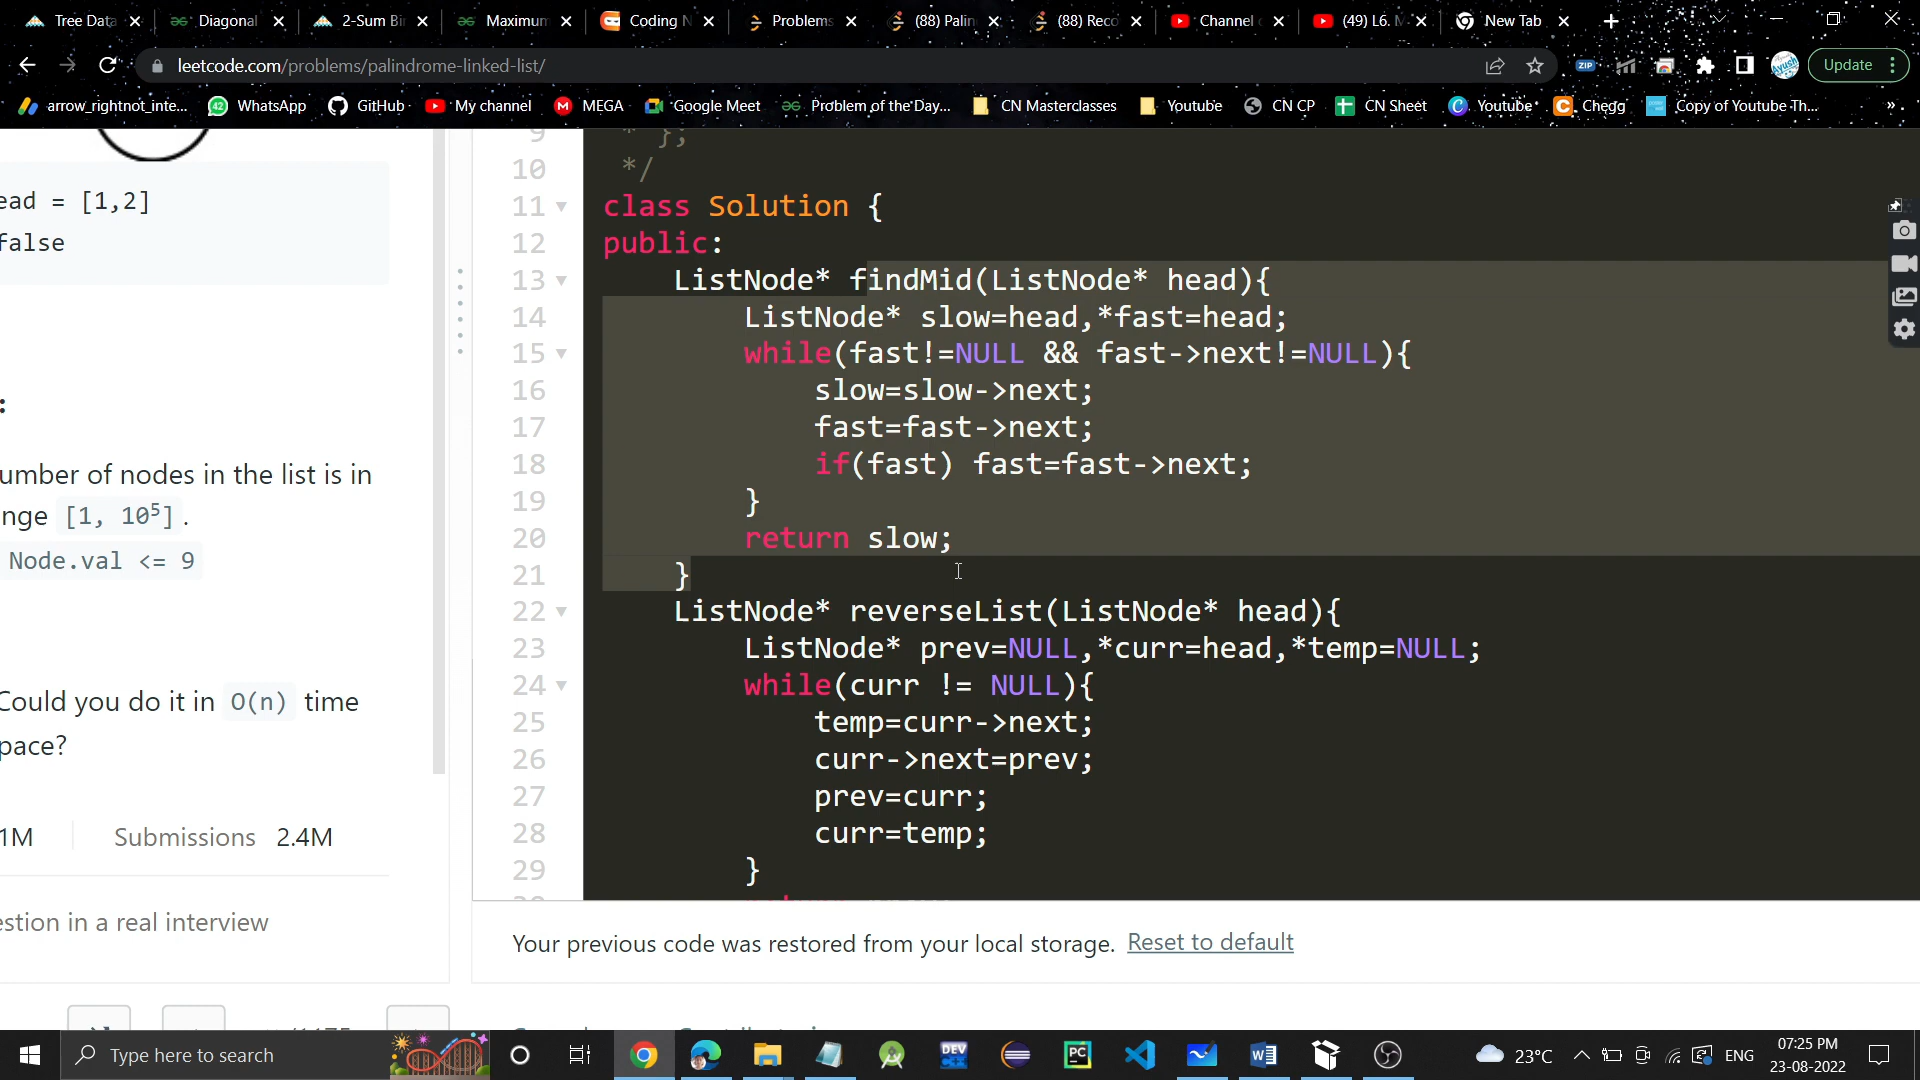 Tree Data
Diagonal
2-Sum Bi
Maximum
Coding N
Problems
(88) Palin
(88) Reco
Channel
(49) L6.
New Tab
leetcode.com/problems/palindrome-linked-list/
Update
arrow_rightnot_inte...
WhatsApp
GitHub
My channel
MEGA
Google Meet
Problem of the Day...
CN Masterclasses
Youtube
CN CP
CN Sheet
Youtube
Chegg
Copy of Youtube Th...
»
ead = [1,2]
false
:
umber of nodes in the list is in
nge [1, 10⁵].
Node.val <= 9
Could you do it in O(n) time
pace?
1M
Submissions 2.4M
estion in a real interview
9 * };
10 */
11 class Solution {
12 public:
13 ListNode* findMid(ListNode* head){
14 ListNode* slow=head,*fast=head;
15 while(fast!=NULL && fast->next!=NULL){
16 slow=slow->next;
17 fast=fast->next;
18 if(fast) fast=fast->next;
19 }
20 return slow;
21 }
22 ListNode* reverseList(ListNode* head){
23 ListNode* prev=NULL,*curr=head,*temp=NULL;
24 while(curr != NULL){
25 temp=curr->next;
26 curr->next=prev;
27 prev=curr;
28 curr=temp;
29 }
Your previous code was restored from your local storage. Reset to default
Type here to search
23°C
ENG
07:25 PM
23-08-2022